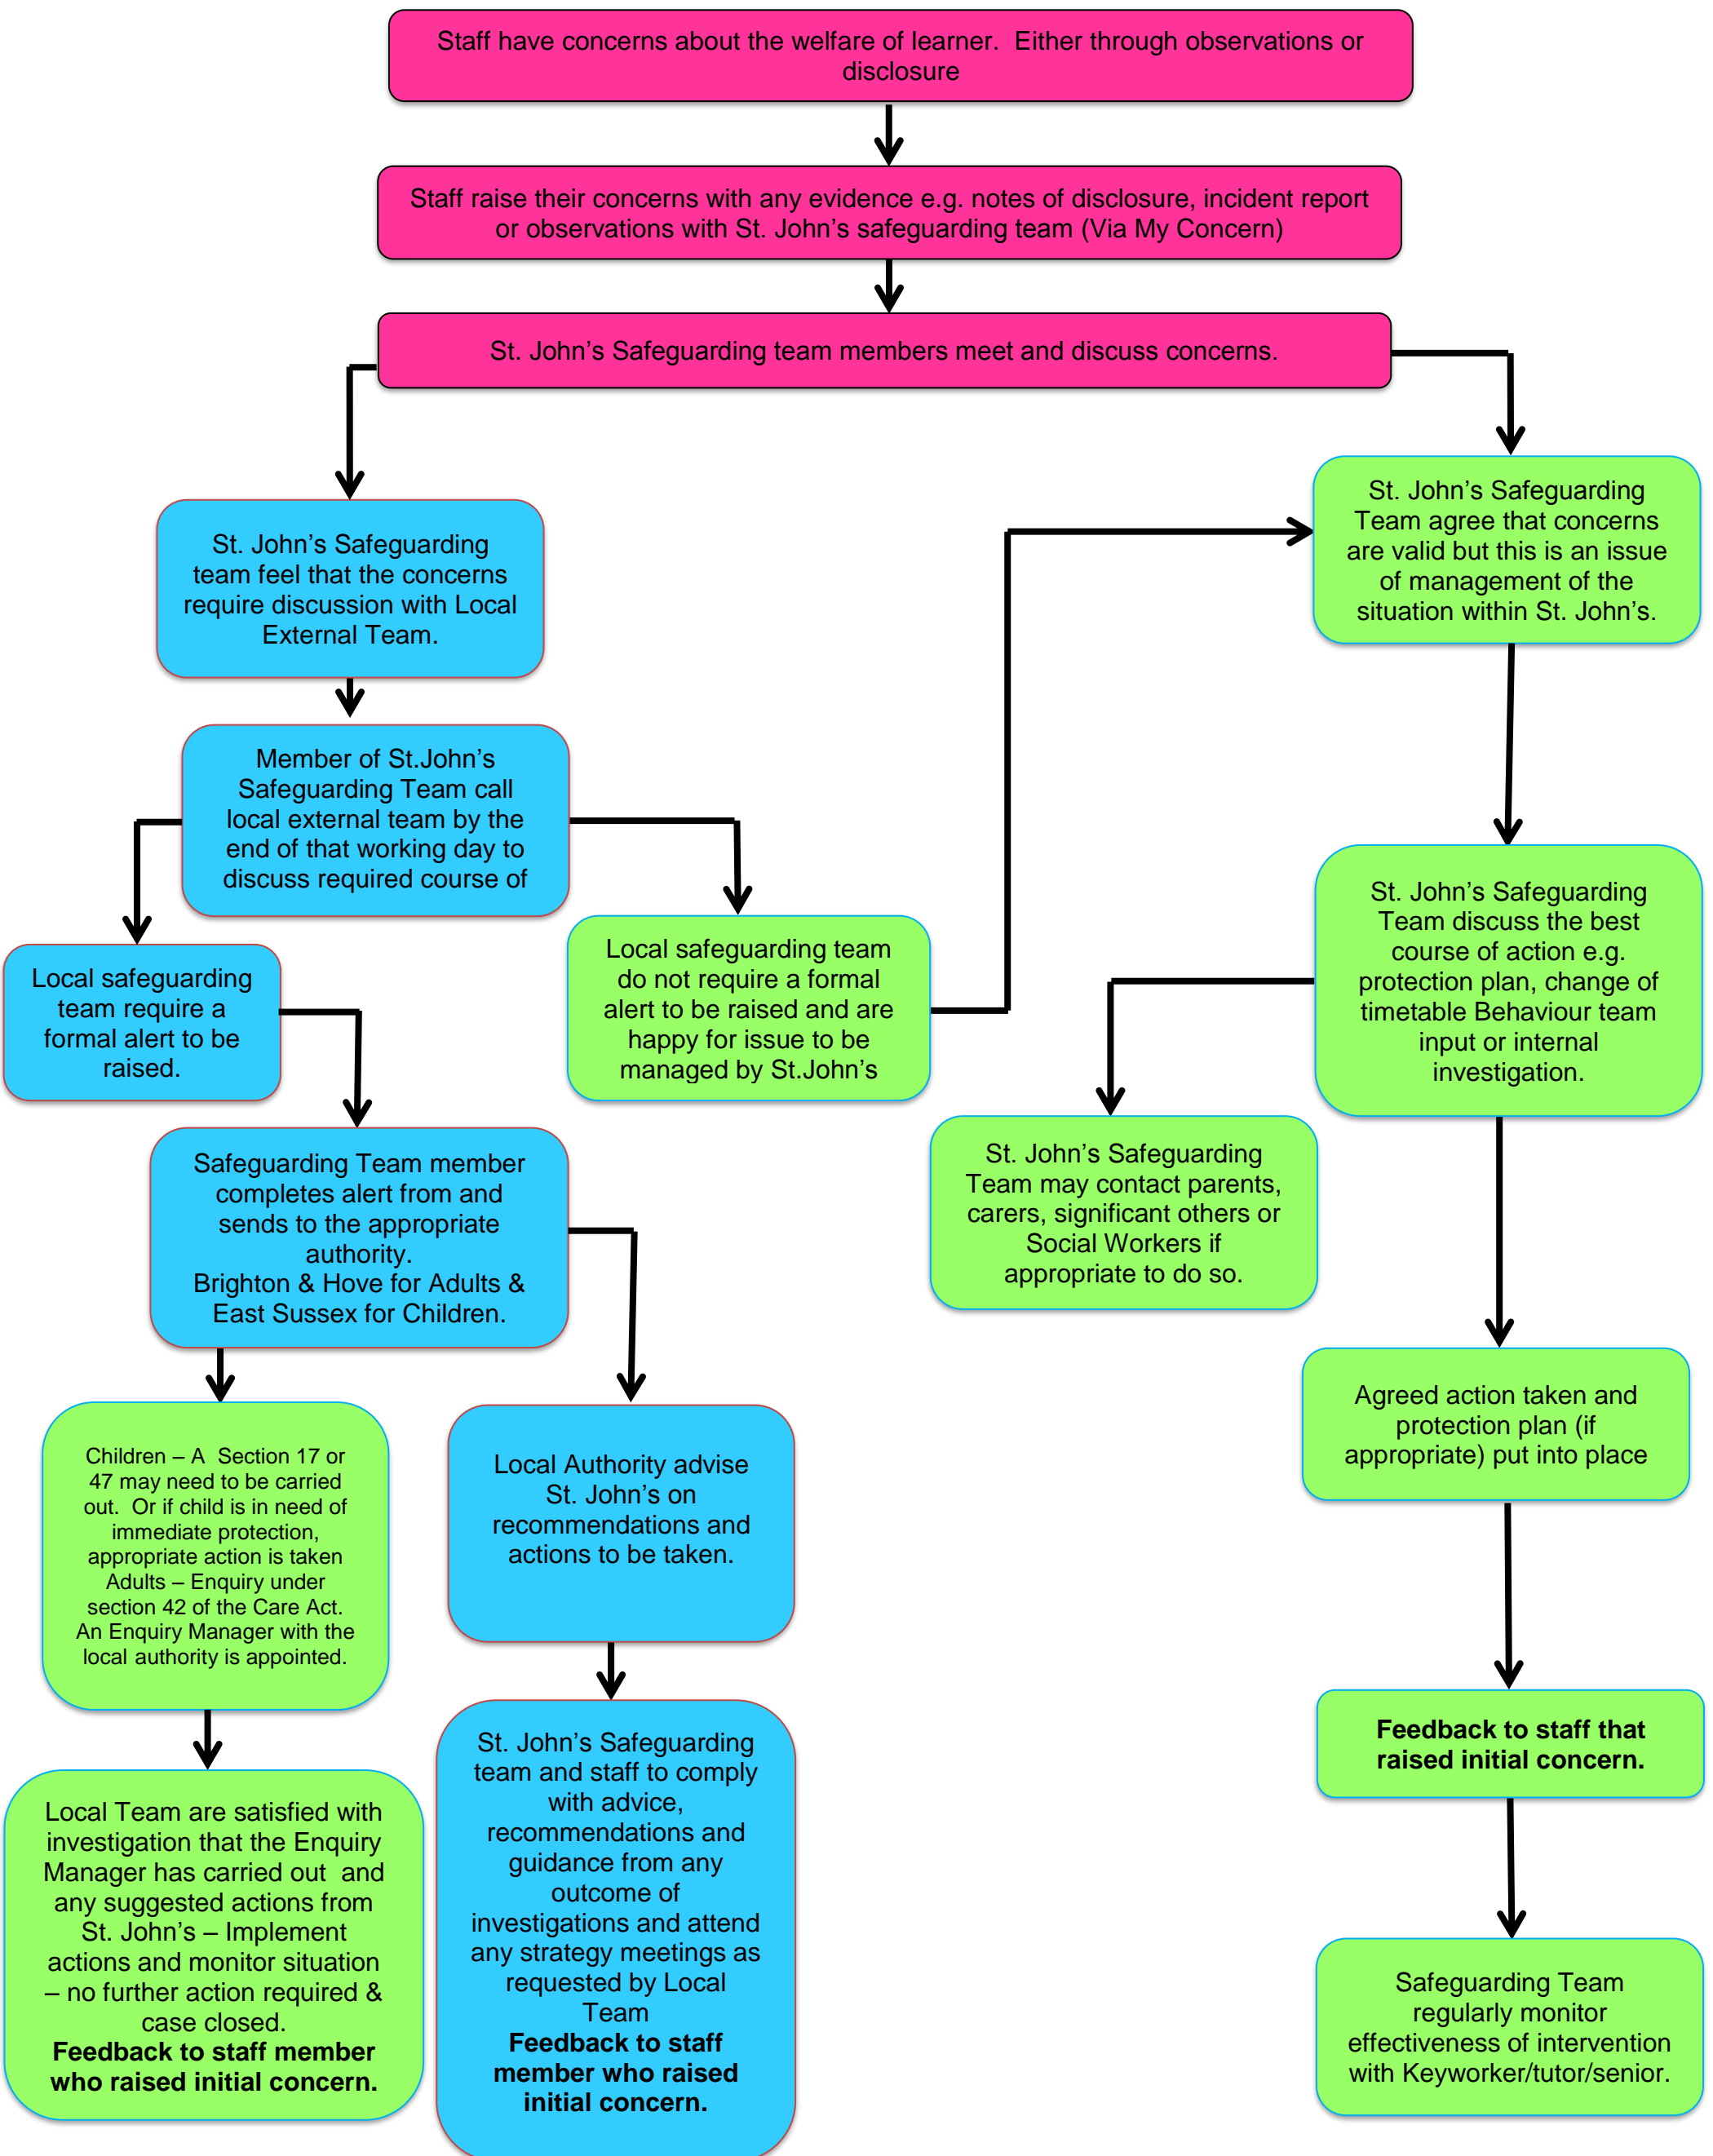 Staff have concerns about the welfare of learner.  Either through observations or
disclosure
Staff raise their concerns with any evidence e.g. notes of disclosure, incident report
or observations with St. John’s safeguarding team (Via My Concern)
St. John’s Safeguarding team members meet and discuss concerns.
St. John’s Safeguarding
team feel that the concerns
require discussion with Local
External Team.
St. John’s Safeguarding
Team agree that concerns
are valid but this is an issue
of management of the
situation within St. John’s.
Member of St.John’s
Safeguarding Team call
local external team by the
end of that working day to
discuss required course of
Local safeguarding
team require a
formal alert to be
raised.
Local safeguarding team
do not require a formal
alert to be raised and are
happy for issue to be
managed by St.John’s
St. John’s Safeguarding
Team discuss the best
course of action e.g.
protection plan, change of
timetable Behaviour team
input or internal
investigation.
Safeguarding Team member
completes alert from and
sends to the appropriate
authority.
Brighton & Hove for Adults &
East Sussex for Children.
St. John’s Safeguarding
Team may contact parents,
carers, significant others or
Social Workers if
appropriate to do so.
Children – A  Section 17 or
47 may need to be carried
out.  Or if child is in need of
immediate protection,
appropriate action is taken
Adults – Enquiry under
section 42 of the Care Act.
An Enquiry Manager with the
local authority is appointed.
Local Authority advise
St. John’s on
recommendations and
actions to be taken.
Agreed action taken and
protection plan (if
appropriate) put into place
Local Team are satisfied with
investigation that the Enquiry
Manager has carried out  and
any suggested actions from
St. John’s – Implement
actions and monitor situation
– no further action required &
case closed.
Feedback to staff member
who raised initial concern.
St. John’s Safeguarding
team and staff to comply
with advice,
recommendations and
guidance from any
outcome of
investigations and attend
any strategy meetings as
requested by Local
Team
Feedback to staff
member who raised
initial concern.
Feedback to staff that
raised initial concern.
Safeguarding Team
regularly monitor
effectiveness of intervention
with Keyworker/tutor/senior.